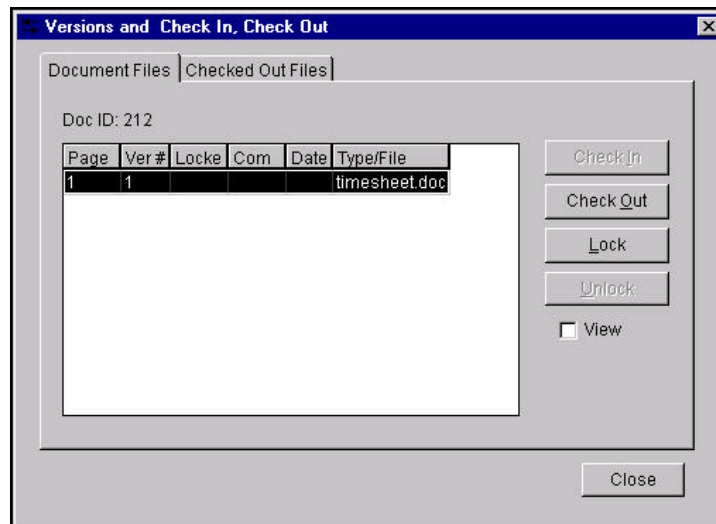 Versions and Check In, Check Out
Document Files Checked Out Files
Doc ID: 212
Page Ver # Locke Com Date Type/File
1 1 timesheet.doc
Check In
Check Out
Lock
Unlock
View
Close